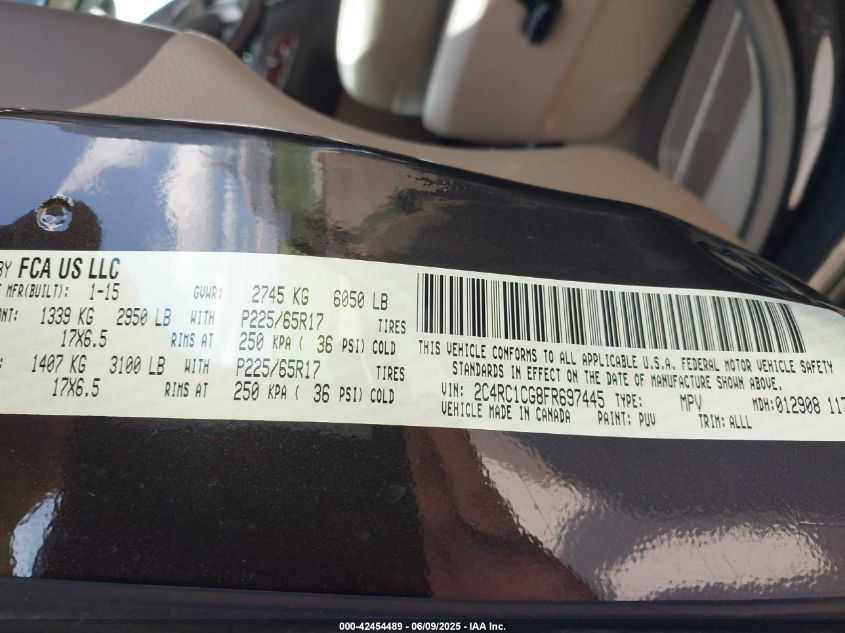 BY FCA US LLC
MFR(BUILT): 1-15 GVWR: 2745 KG 6050 LB
1339 KG 2950 LB WITH P225/65R17 TIRES
17X6.5 RIMS AT 250 KPA ( 36 PSI) COLD
1407 KG 3100 LB WITH P225/65R17 TIRES
17X6.5 RIMS AT 250 KPA ( 36 PSI) COLD
THIS VEHICLE CONFORMS TO ALL APPLICABLE U.S.A. FEDERAL MOTOR VEHICLE SAFETY
STANDARDS IN EFFECT ON THE DATE OF MANUFACTURE SHOWN ABOVE.
VIN: 2C4RC1CG8FR697445 TYPE: MPV MDH:012908 117
VEHICLE MADE IN CANADA PAINT: PUV TRIM: ALLL
000-42454489 - 06/09/2025 - IAA Inc.